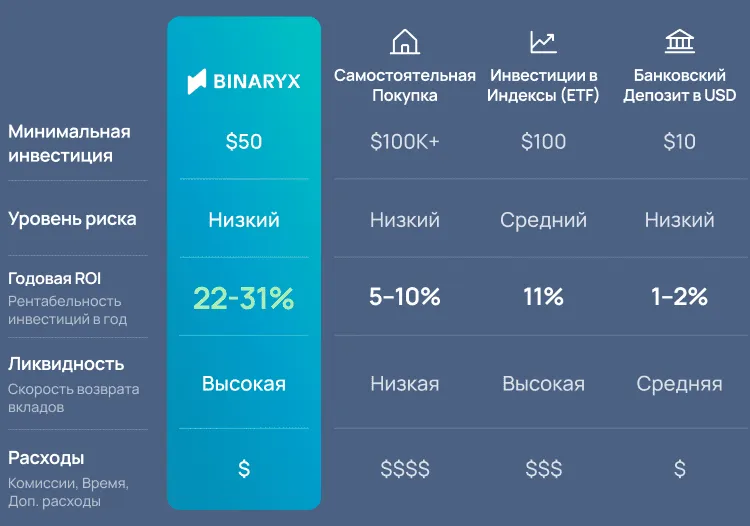 BINARYX
Самостоятельная
Покупка
Инвестиции в
Индексы (ETF)
Банковский
Депозит в USD
Минимальная
инвестиция
$50
$100K+
$100
$10
Уровень риска
Низкий
Низкий
Средний
Низкий
Годовая ROI
Рентабельность
инвестиций в год
22-31%
5–10%
11%
1–2%
Ликвидность
Скорость возврата
вкладов
Высокая
Низкая
Высокая
Средняя
Расходы
Комиссии, Время,
Доп. расходы
$
$$$$
$$$
$